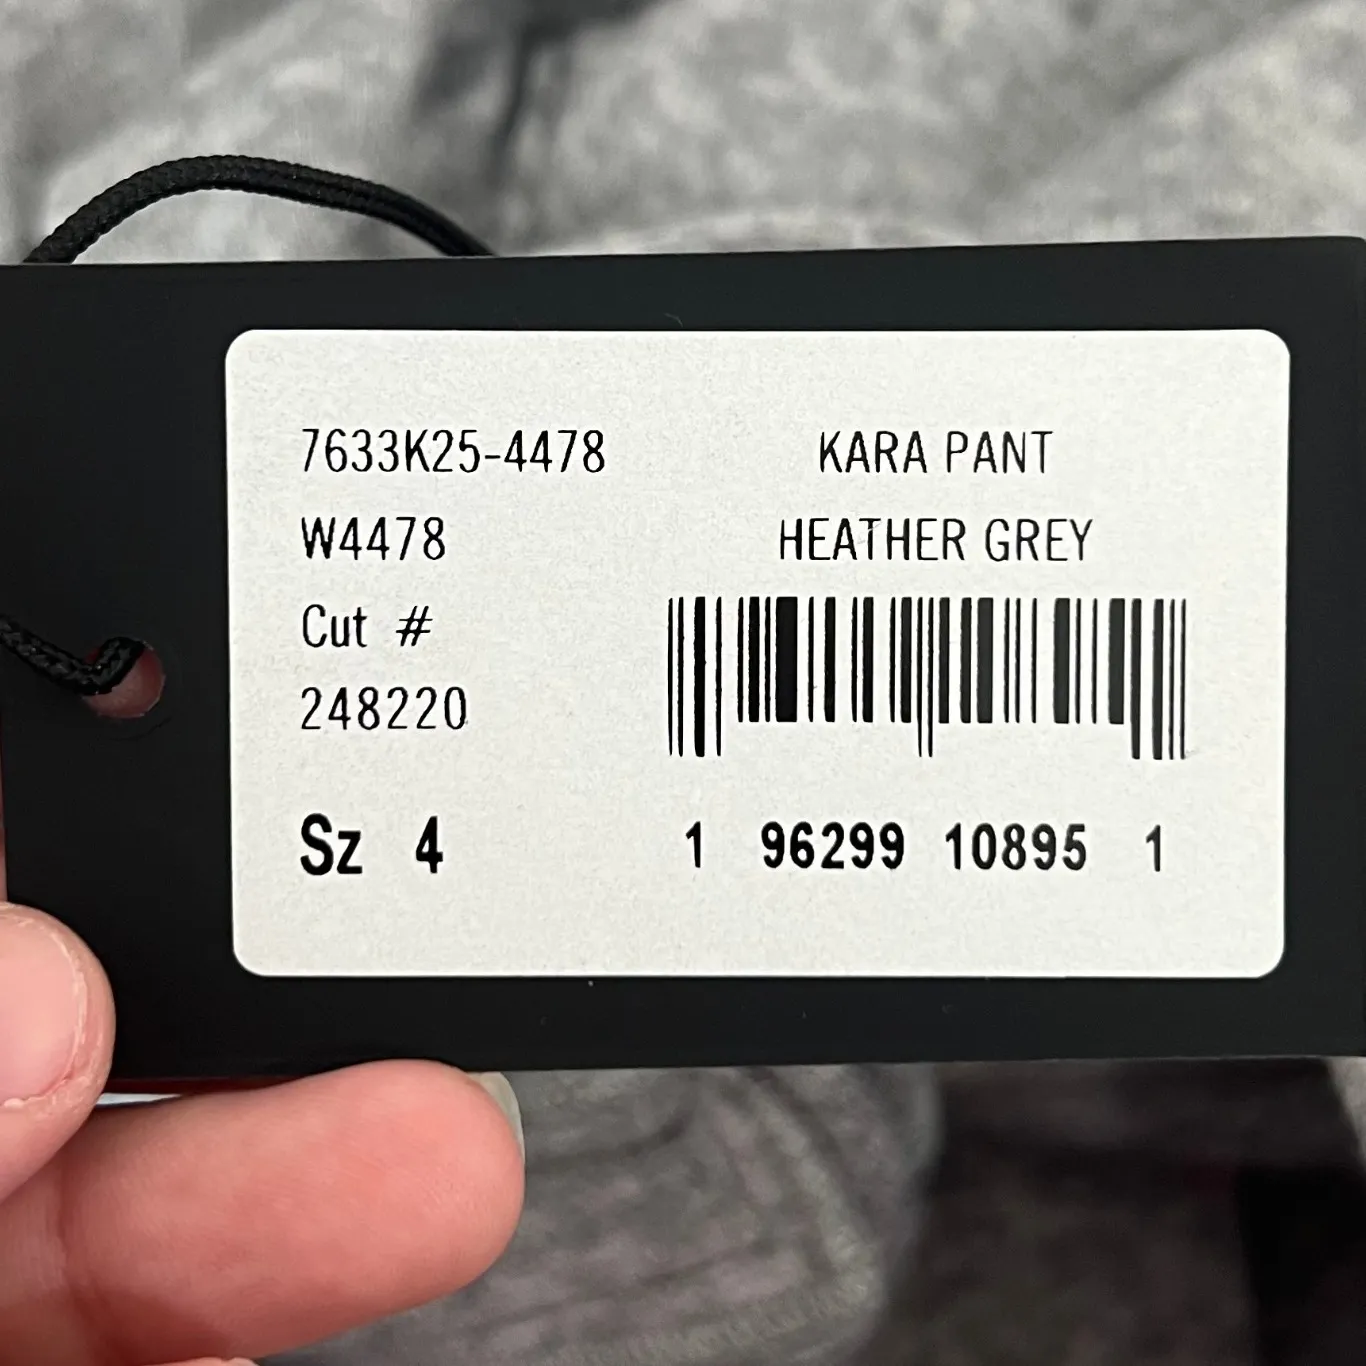 7633K25-4478
W4478
Cut #
248220
Sz 4
KARA PANT
HEATHER GREY
1 96299 10895 1